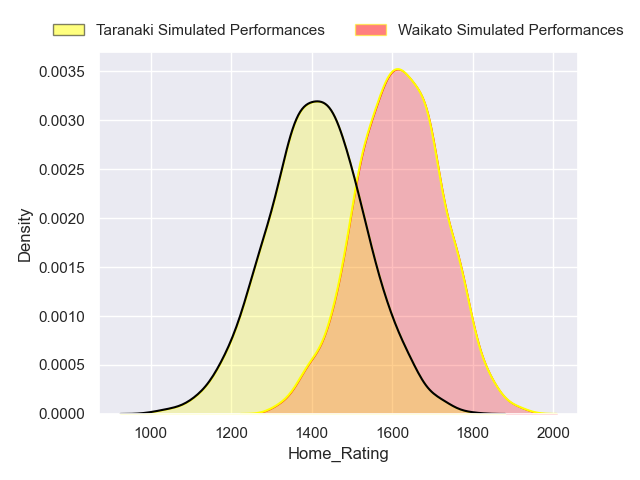 Taranaki Simulated Performances Waikato Simulated Performances
0.0035
0.0030
0.0025
0.0020
0.0015
0.0010
0.0005
0.0000
Density
1000 1200 1400 1600 1800 2000
Home_Rating